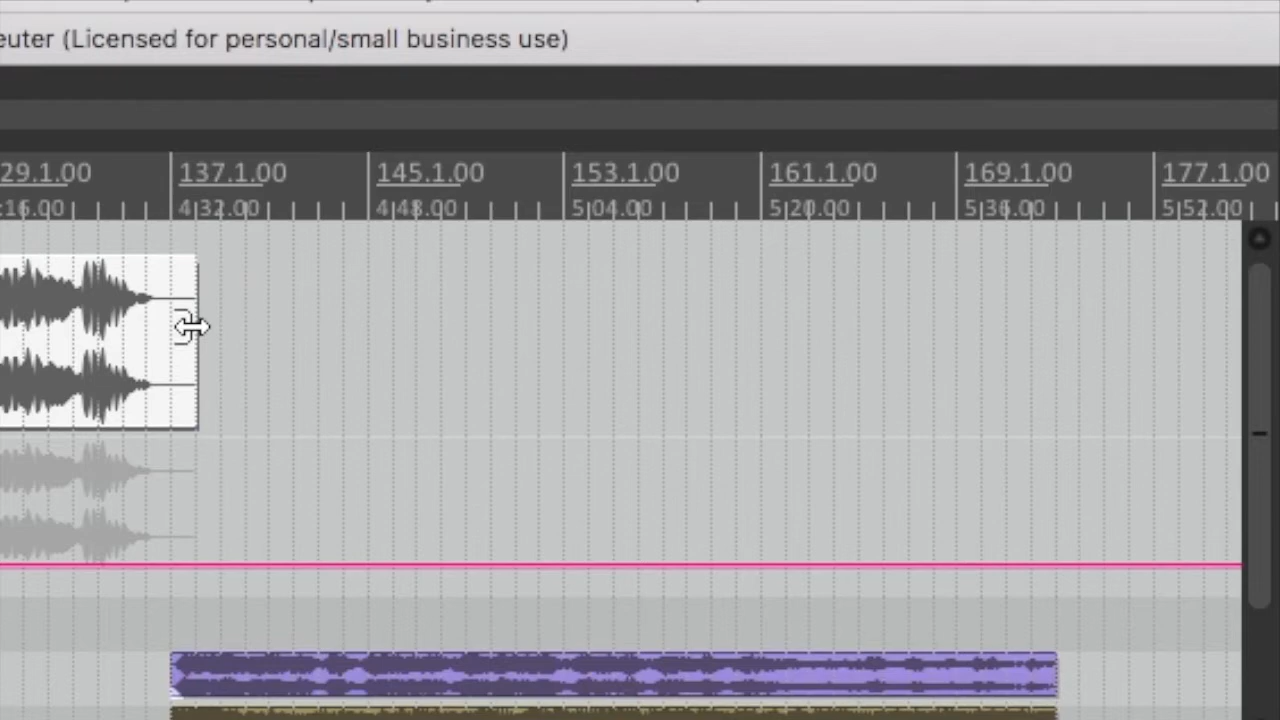 euter (Licensed for personal/small business use)
29.1.00 137.1.00 145.1.00 153.1.00 161.1.00 169.1.00 177.1.00
:16.00 4:32.00 4:48.00 5:04.00 5:20.00 5:36.00 5:52.00